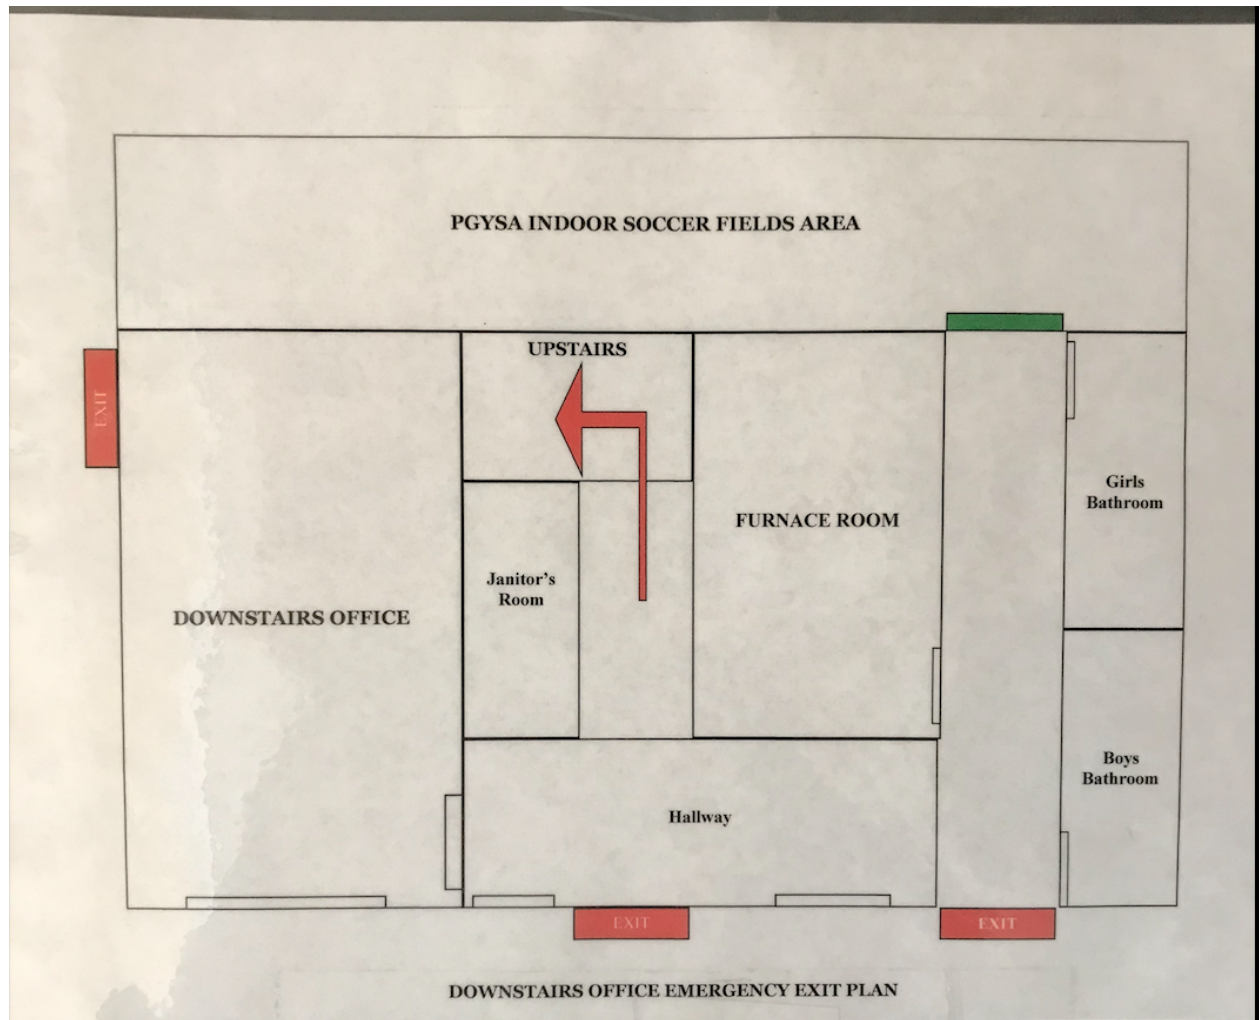 PGYSA INDOOR SOCCER FIELDS AREA
UPSTAIRS
EXIT
Girls
Bathroom
FURNACE ROOM
Janitor's
Room
DOWNSTAIRS OFFICE
Boys
Bathroom
Hallway
EXIT
EXIT
DOWNSTAIRS OFFICE EMERGENCY EXIT PLAN